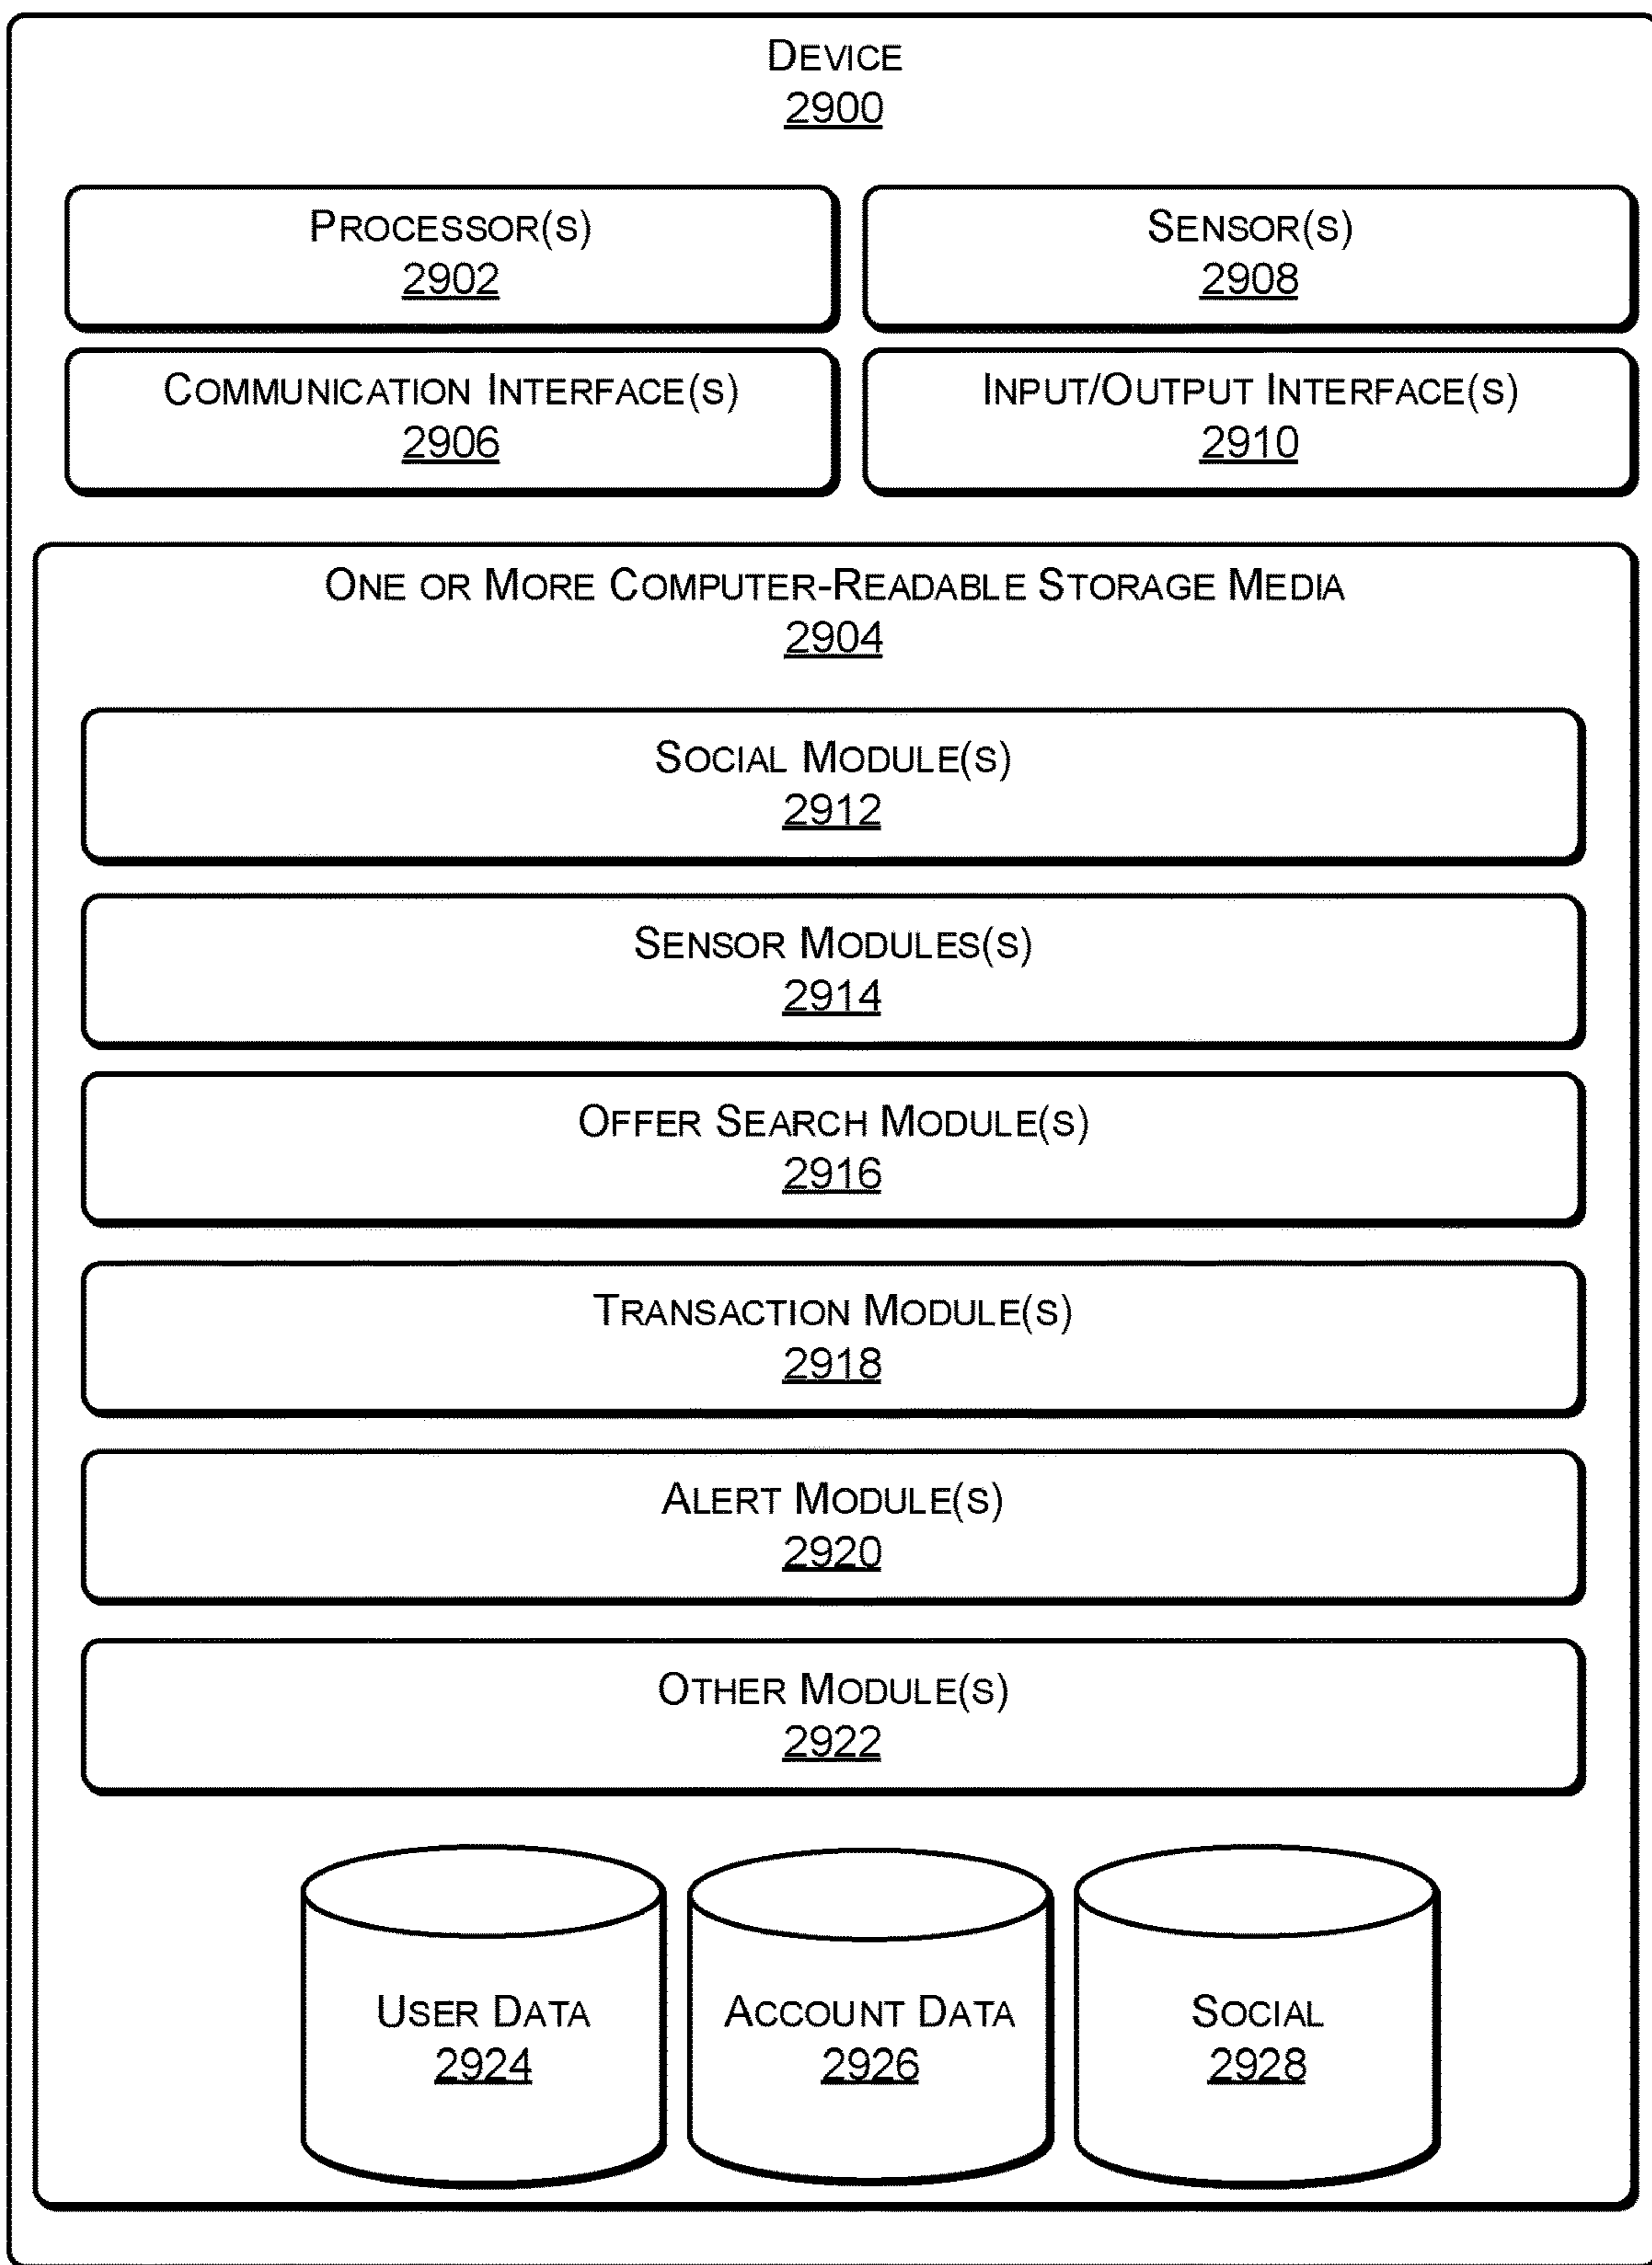 DEVICE
2900
PROCESSOR(S)
2902
SENSOR(S)
2908
COMMUNICATION INTERFACE(S)
2906
INPUT/OUTPUT INTERFACE(S)
2910
ONE OR MORE COMPUTER-READABLE STORAGE MEDIA
2904
SOCIAL MODULE(S)
2912
SENSOR MODULES(S)
2914
OFFER SEARCH MODULE(S)
2916
TRANSACTION MODULE(S)
2918
ALERT MODULE(S)
2920
OTHER MODULE(S)
2922
USER DATA
2924
ACCOUNT DATA
2926
SOCIAL
2928